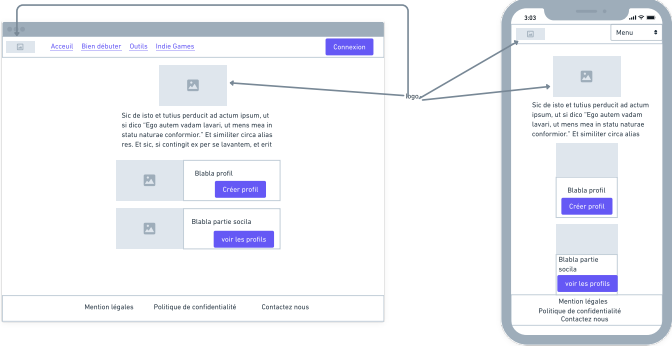 Acceuil Bien débuter Outils Indie Games Connexion
Sic de isto et tutius perducit ad actum ipsum, ut
si dico "Ego autem vadam lavari, ut mens mea in
statu naturae conformior." Et similiter circa alias
res. Et sic, si contingit ex per se lavantem, et erit
Blabla profil
Créer profil
Blabla partie socila
voir les profils
Mention légales Politique de confidentialité Contactez nous
logo
3:03
Menu
Sic de isto et tutius perducit ad actum
ipsum, ut si dico "Ego autem vadam
lavari, ut mens mea in statu naturae
conformior." Et similiter circa alias
Blabla profil
Créer profil
Blabla partie
socila
voir les profils
Mention légales
Politique de confidentialité
Contactez nous